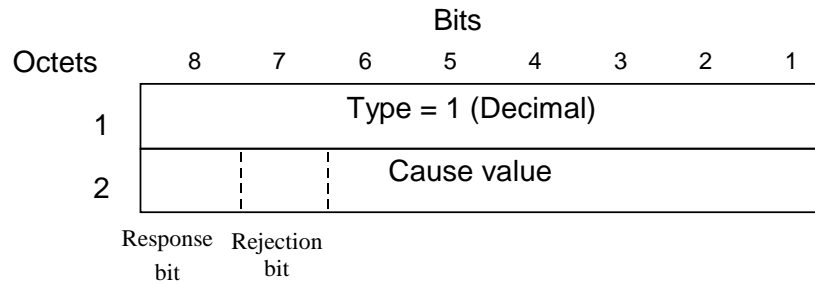 Bits
Octets 8 7 6 5 4 3 2 1
1 Type = 1 (Decimal)
2 Cause value
Response Rejection
bit bit